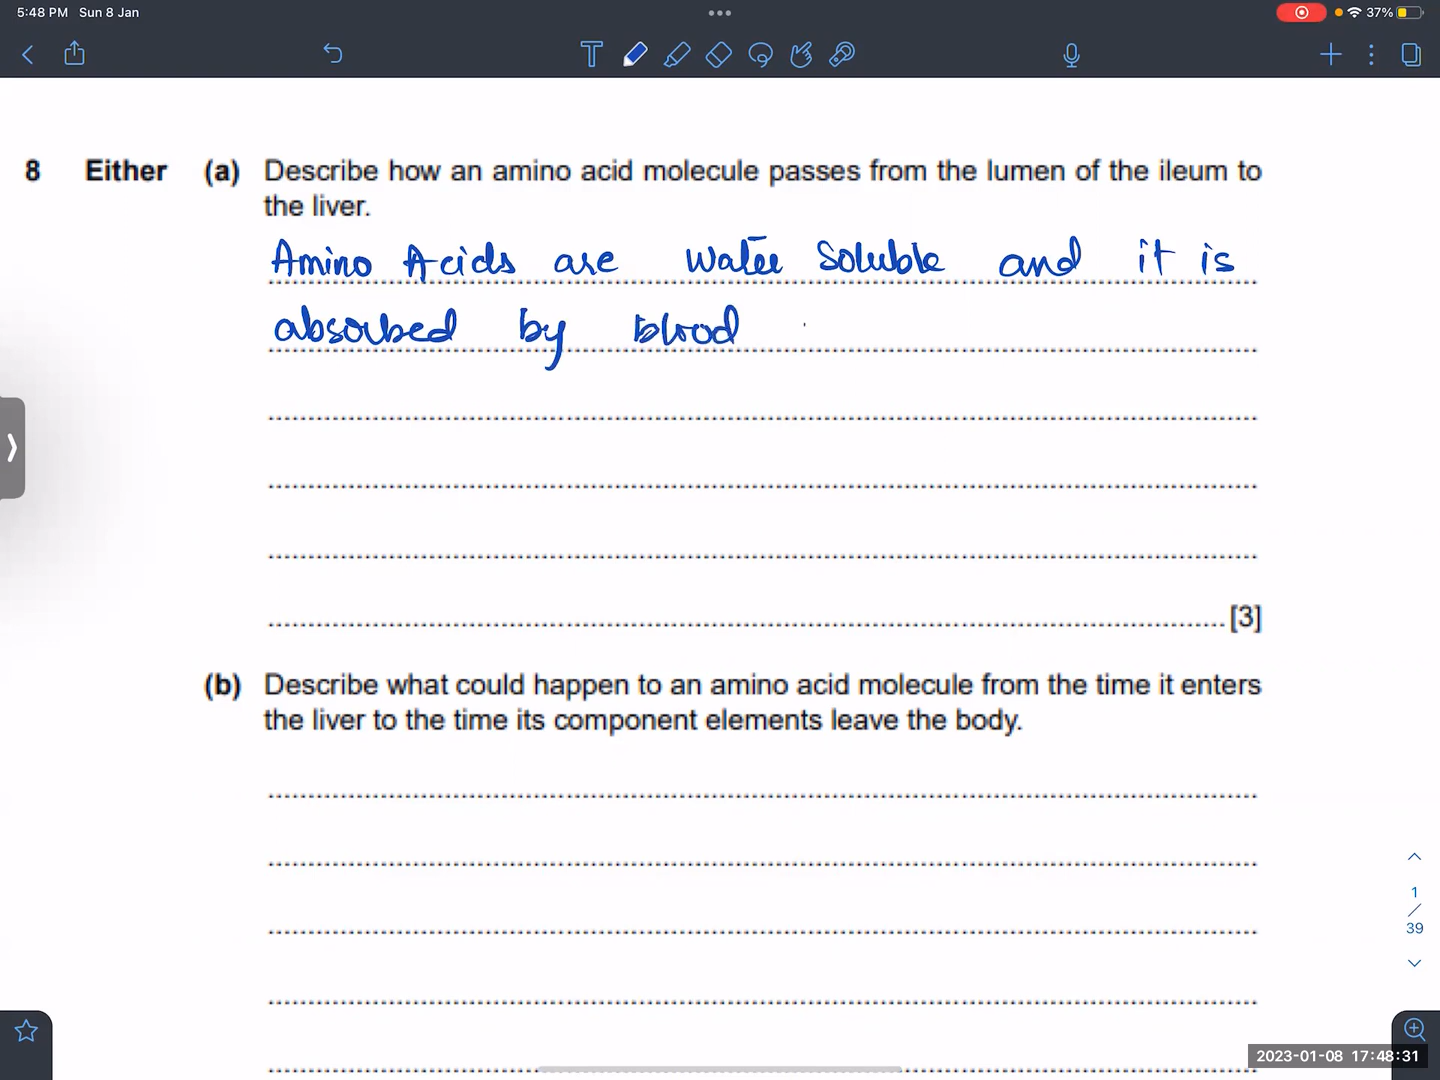 5:48 PM Sun 8 Jan
37%
8 Either (a) Describe how an amino acid molecule passes from the lumen of the ileum to
the liver.
Amino Acids are Water Soluble and it is
absorbed by blood
[3]
(b) Describe what could happen to an amino acid molecule from the time it enters
the liver to the time its component elements leave the body.
1
39
2023-01-08 17:48:31